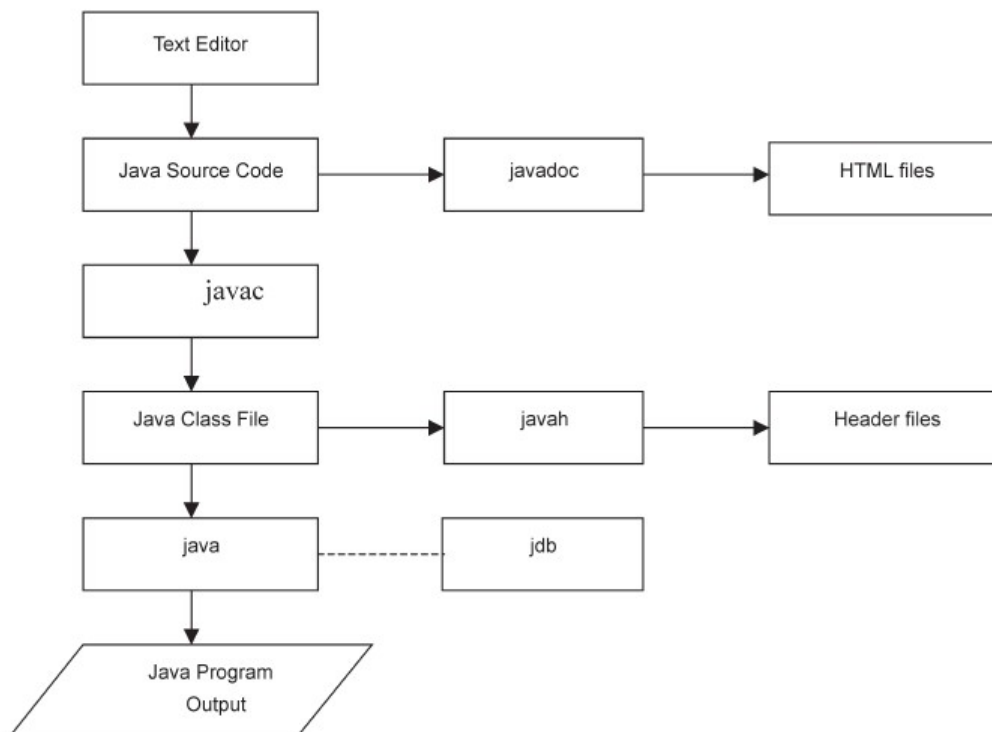 Text Editor
Java Source Code
javadoc
HTML files
javac
Java Class File
javah
Header files
java
jdb
Java Program
Output